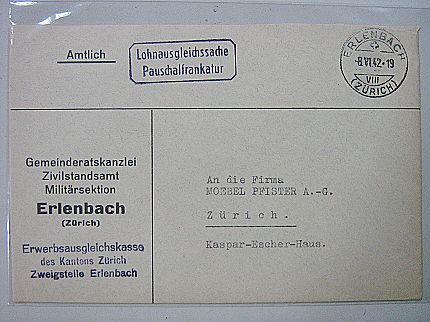 Amtlich
Lohnausgleichssache
Pauschalfrankatur
ERLENBACH
-8.VI.42-19
VIII
(ZÜRICH)
Gemeinderatskanzlei
Zivilstandsamt
Militärsektion
Erlenbach
(Zürich)
Erwerbsausgleichskasse
des Kantons Zürich
Zweigstelle Erlenbach
An die Firma
MOEBEL PFISTER A.-G.
Zürich.
Kaspar-Escher-Haus.